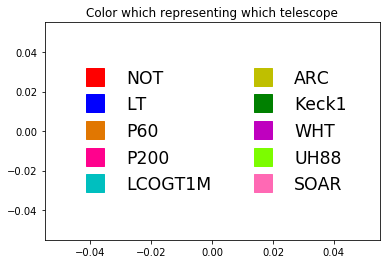 Color which representing which telescope
0.04
0.02
0.00
−0.02
−0.04
NOT ARC
LT Keck1
P60 WHT
P200 UH88
LCOGT1M SOAR
−0.04 −0.02 0.00 0.02 0.04